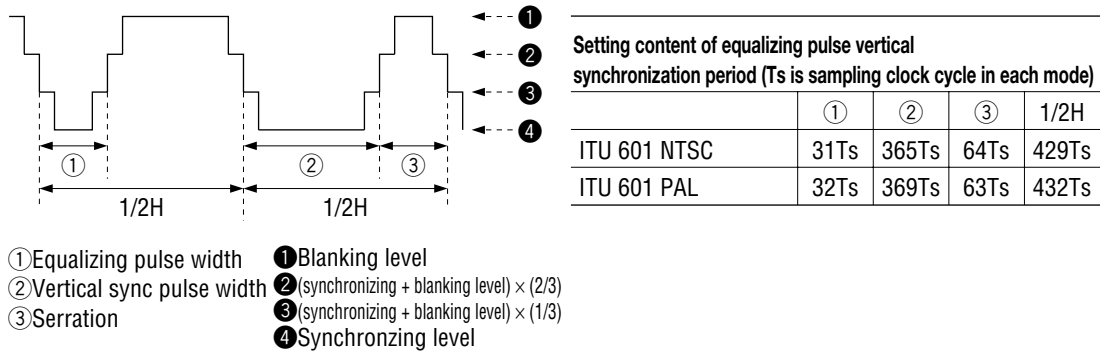 ❶
❷
❸
❹
① ② ③
1/2H 1/2H
①Equalizing pulse width
②Vertical sync pulse width
③Serration
❶Blanking level
❷(synchronizing + blanking level) × (2/3)
❸(synchronizing + blanking level) × (1/3)
❹Synchronzing level
Setting content of equalizing pulse vertical
synchronization period (Ts is sampling clock cycle in each mode)
① ② ③ 1/2H
ITU 601 NTSC 31Ts 365Ts 64Ts 429Ts
ITU 601 PAL 32Ts 369Ts 63Ts 432Ts